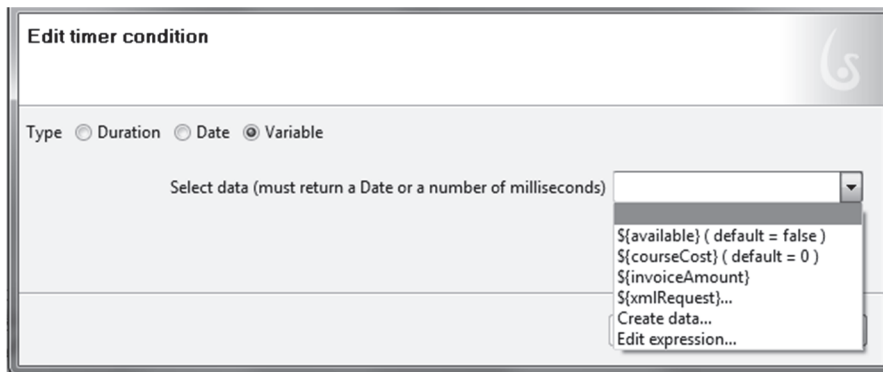 Edit timer condition
Type Duration Date Variable
Select data (must return a Date or a number of milliseconds)
${available} ( default = false )
${courseCost} ( default = 0 )
${invoiceAmount}
${xmlRequest}...
Create data...
Edit expression...